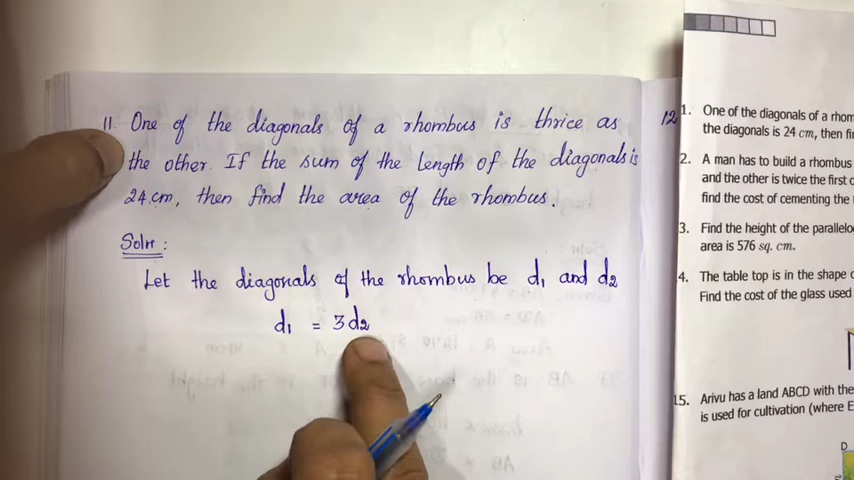 11. One of the diagonals of a rhombus is thrice as
the other. If the sum of the length of the diagonals is
24 cm, then find the area of the rhombus.
Soln:
Let the diagonals of the rhombus be d₁ and d₂
d₁ = 3d₂
12
1. One of the diagonals of a rhom
the diagonals is 24 cm, then fin
2. A man has to build a rhombus
and the other is twice the first
find the cost of cementing the
3. Find the height of the parallelo
area is 576 sq. cm.
4. The table top is in the shape
Find the cost of the glass used
15. Arivu has a land ABCD with the
is used for cultivation (where E
D